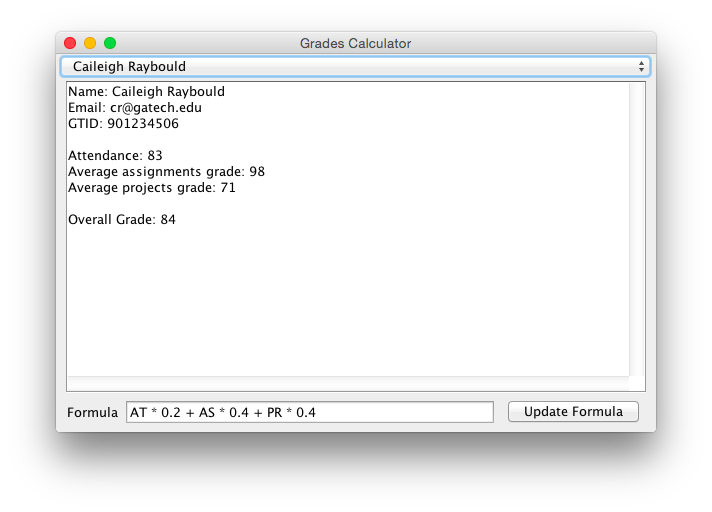 Grades Calculator
Caileigh Raybould
Name: Caileigh Raybould
Email: cr@gatech.edu
GTID: 901234506
Attendance: 83
Average assignments grade: 98
Average projects grade: 71
Overall Grade: 84
Formula AT * 0.2 + AS * 0.4 + PR * 0.4 Update Formula